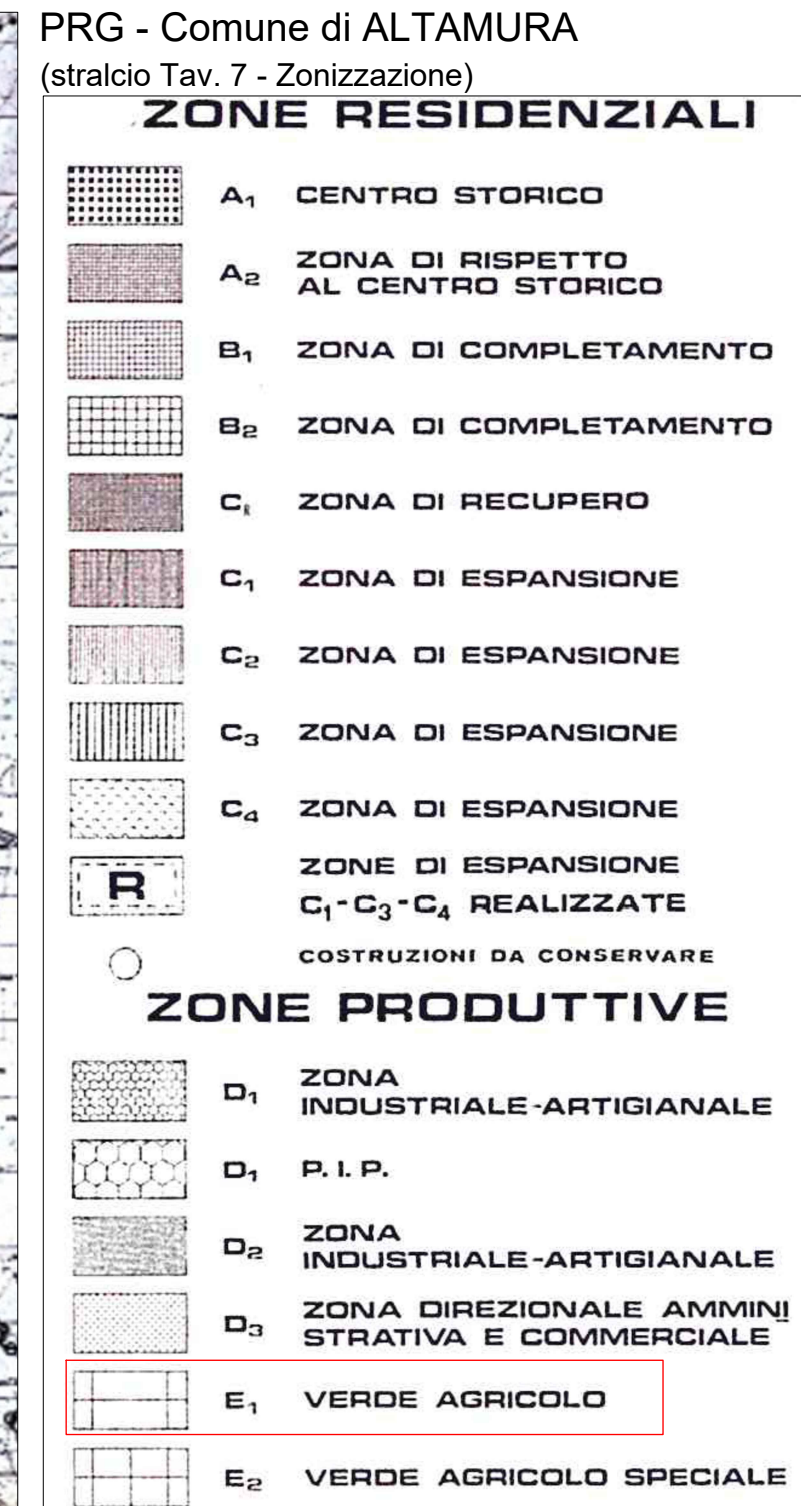 PRG - Comune di ALTAMURA
(stralcio Tav. 7 - Zonizzazione)
ZONE RESIDENZIALI
A₁ CENTRO STORICO
A₂ ZONA DI RISPETTO
AL CENTRO STORICO
B₁ ZONA DI COMPLETAMENTO
B₂ ZONA DI COMPLETAMENTO
C_R ZONA DI RECUPERO
C₁ ZONA DI ESPANSIONE
C₂ ZONA DI ESPANSIONE
C₃ ZONA DI ESPANSIONE
C₄ ZONA DI ESPANSIONE
R ZONE DI ESPANSIONE
C₁-C₃-C₄ REALIZZATE
COSTRUZIONI DA CONSERVARE
ZONE PRODUTTIVE
D₁ ZONA
INDUSTRIALE-ARTIGIANALE
D₁ P. I. P.
D₂ ZONA
INDUSTRIALE-ARTIGIANALE
D₃ ZONA DIREZIONALE AMMINI
STRATIVA E COMMERCIALE
E₁ VERDE AGRICOLO
E₂ VERDE AGRICOLO SPECIALE